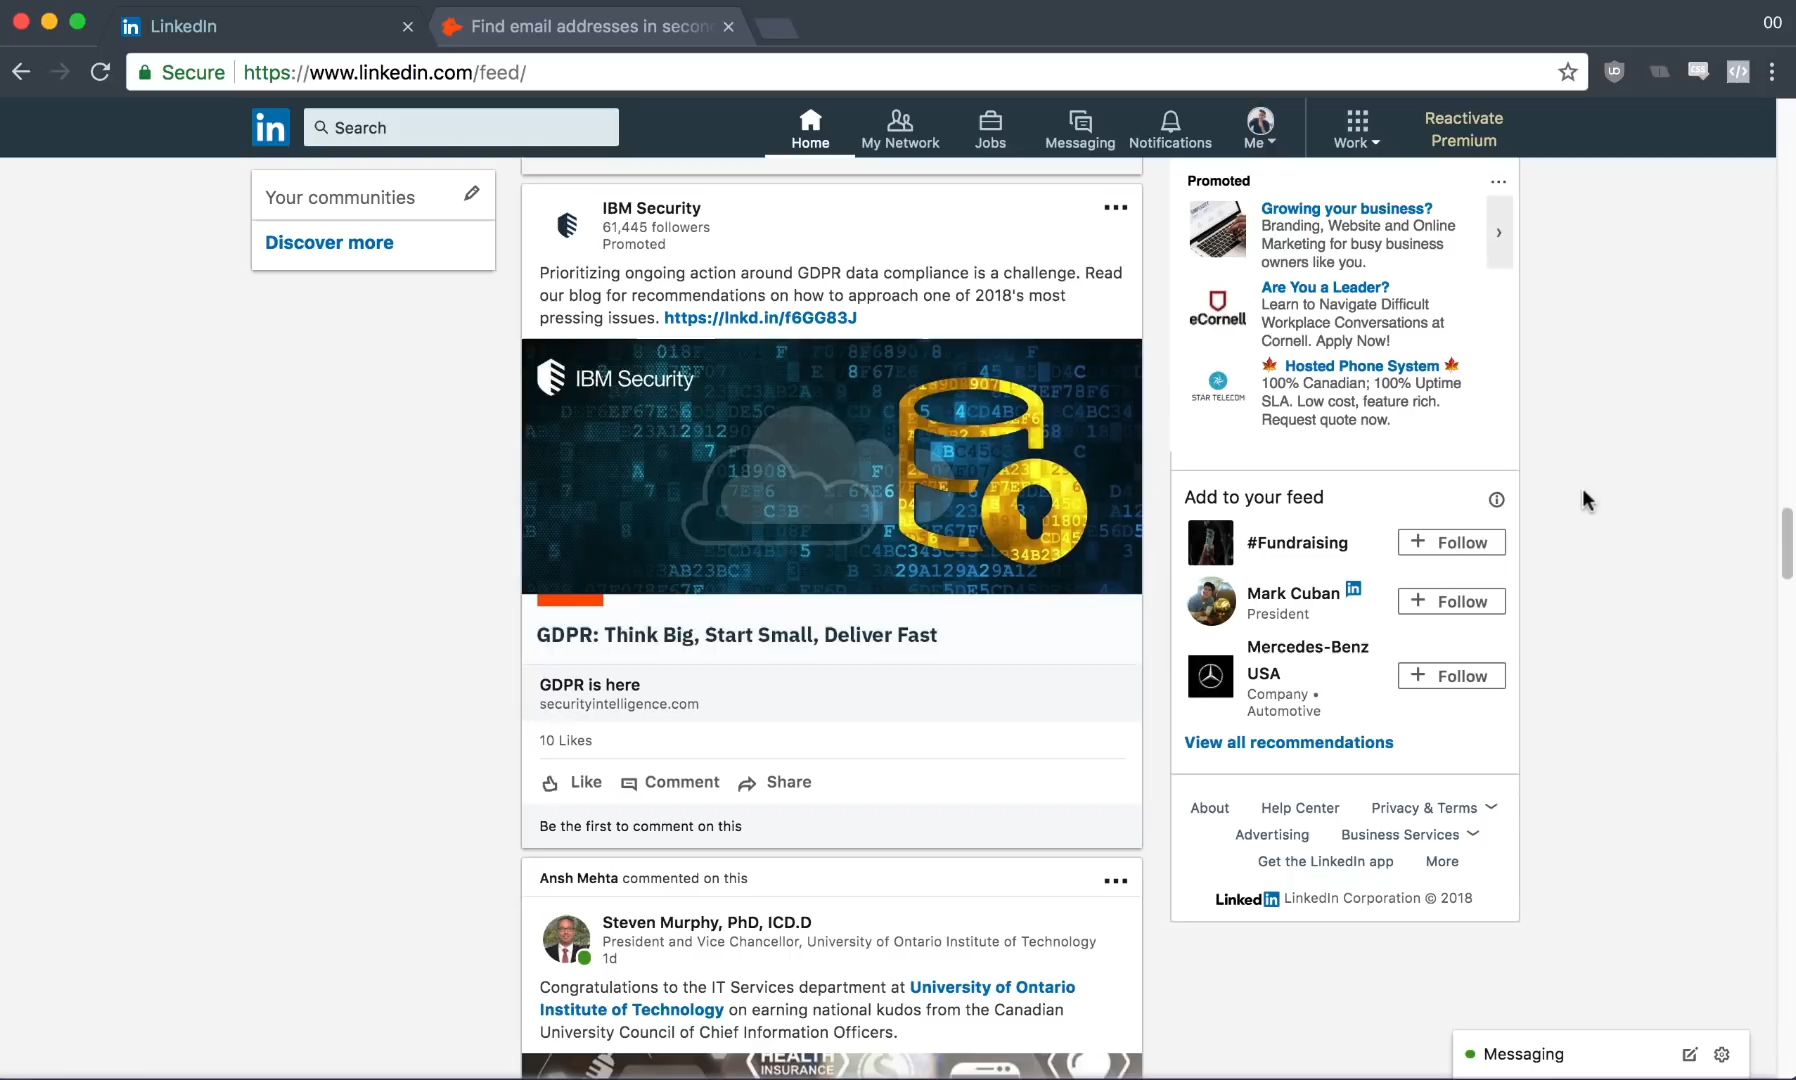 LinkedIn
Find email addresses in secon
00
Secure
https://www.linkedin.com/feed/
in
Search
Home
My Network
Jobs
Messaging
Notifications
Me
Work
Reactivate
Premium
Your communities
Discover more
IBM Security
61,445 followers
Promoted
Prioritizing ongoing action around GDPR data compliance is a challenge. Read
our blog for recommendations on how to approach one of 2018's most
pressing issues. https://lnkd.in/f6GG83J
IBM Security
GDPR: Think Big, Start Small, Deliver Fast
GDPR is here
securityintelligence.com
10 Likes
Like
Comment
Share
Be the first to comment on this
Ansh Mehta commented on this
Steven Murphy, PhD, ICD.D
President and Vice Chancellor, University of Ontario Institute of Technology
1d
Congratulations to the IT Services department at University of Ontario
Institute of Technology on earning national kudos from the Canadian
University Council of Chief Information Officers.
HEALTH
INSURANCE
Promoted
Growing your business?
Branding, Website and Online
Marketing for busy business
owners like you.
eCornell
Are You a Leader?
Learn to Navigate Difficult
Workplace Conversations at
Cornell. Apply Now!
STAR TELECOM
Hosted Phone System
100% Canadian; 100% Uptime
SLA. Low cost, feature rich.
Request quote now.
Add to your feed
#Fundraising
+ Follow
Mark Cuban in
President
+ Follow
Mercedes-Benz
USA
Company •
Automotive
+ Follow
View all recommendations
About
Help Center
Privacy & Terms
Advertising
Business Services
Get the LinkedIn app
More
LinkedIn LinkedIn Corporation © 2018
Messaging